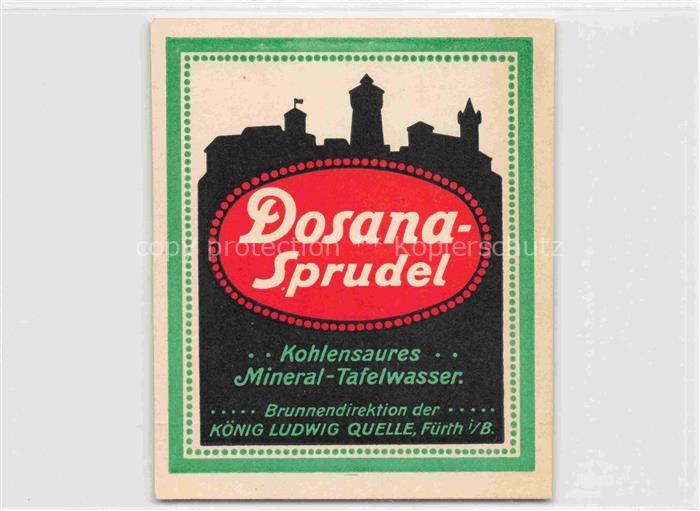 Dosana-
Sprudel
copy protection ** Kopierschutz
· · Kohlensaures · ·
Mineral-Tafelwasser.
····· Brunnendirektion der ·····
KÖNIG LUDWIG QUELLE, Fürth i/B.